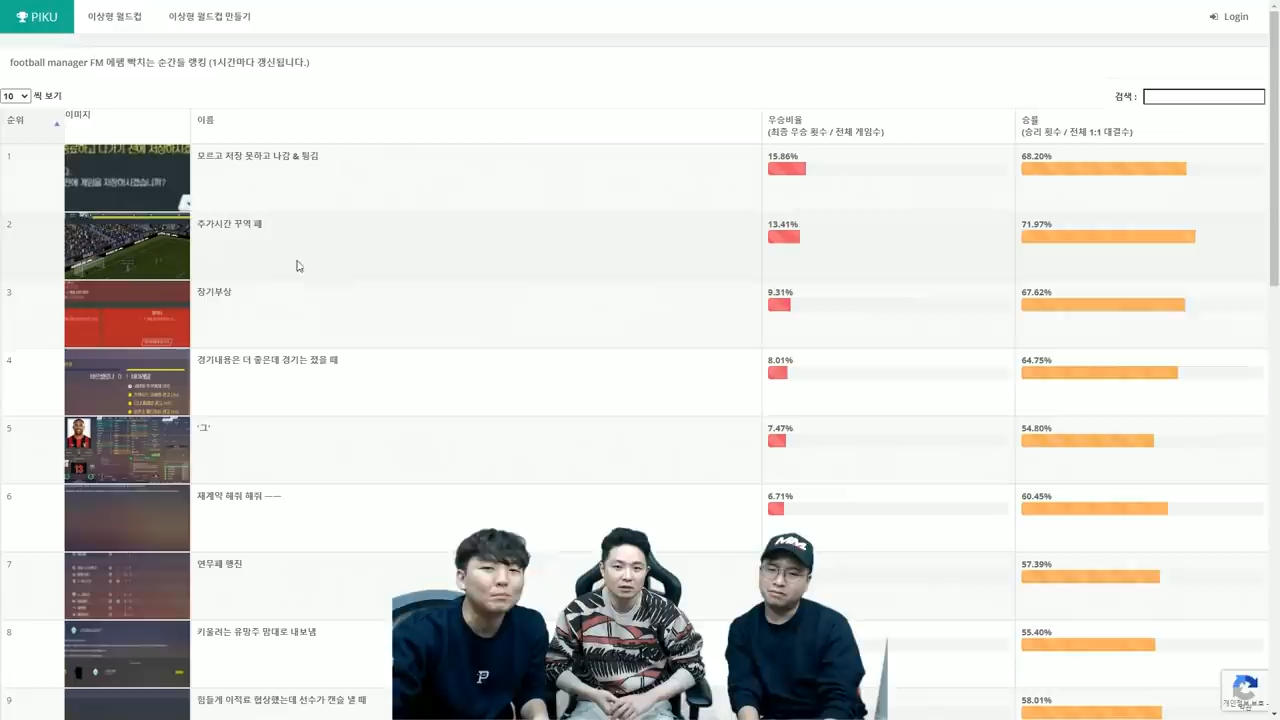 PIKU
이상형 월드컵
이상형 월드컵 만들기
Login
football manager FM 에펨 빡치는 순간들 랭킹 (1시간마다 갱신됩니다.)
10 씩 보기
검색 :
순위
이미지
이름
우승비율
(최종 우승 횟수 / 전체 게임수)
승률
(승리 횟수 / 전체 1:1 대결수)
1
모르고 저장 못하고 나감 & 튕김
15.86%
68.20%
2
추가시간 꾸역 패
13.41%
71.97%
3
장기부상
9.31%
67.62%
4
경기내용은 더 좋은데 경기는 졌을 때
8.01%
64.75%
5
'그'
7.47%
54.80%
13
6
재계약 해줘 해줘 ㅡㅡ
6.71%
60.45%
7
연무패 행진
57.39%
8
키울려는 유망주 맘대로 내보냄
55.40%
9
힘들게 이적료 협상했는데 선수가 캔슬 낼 때
58.01%